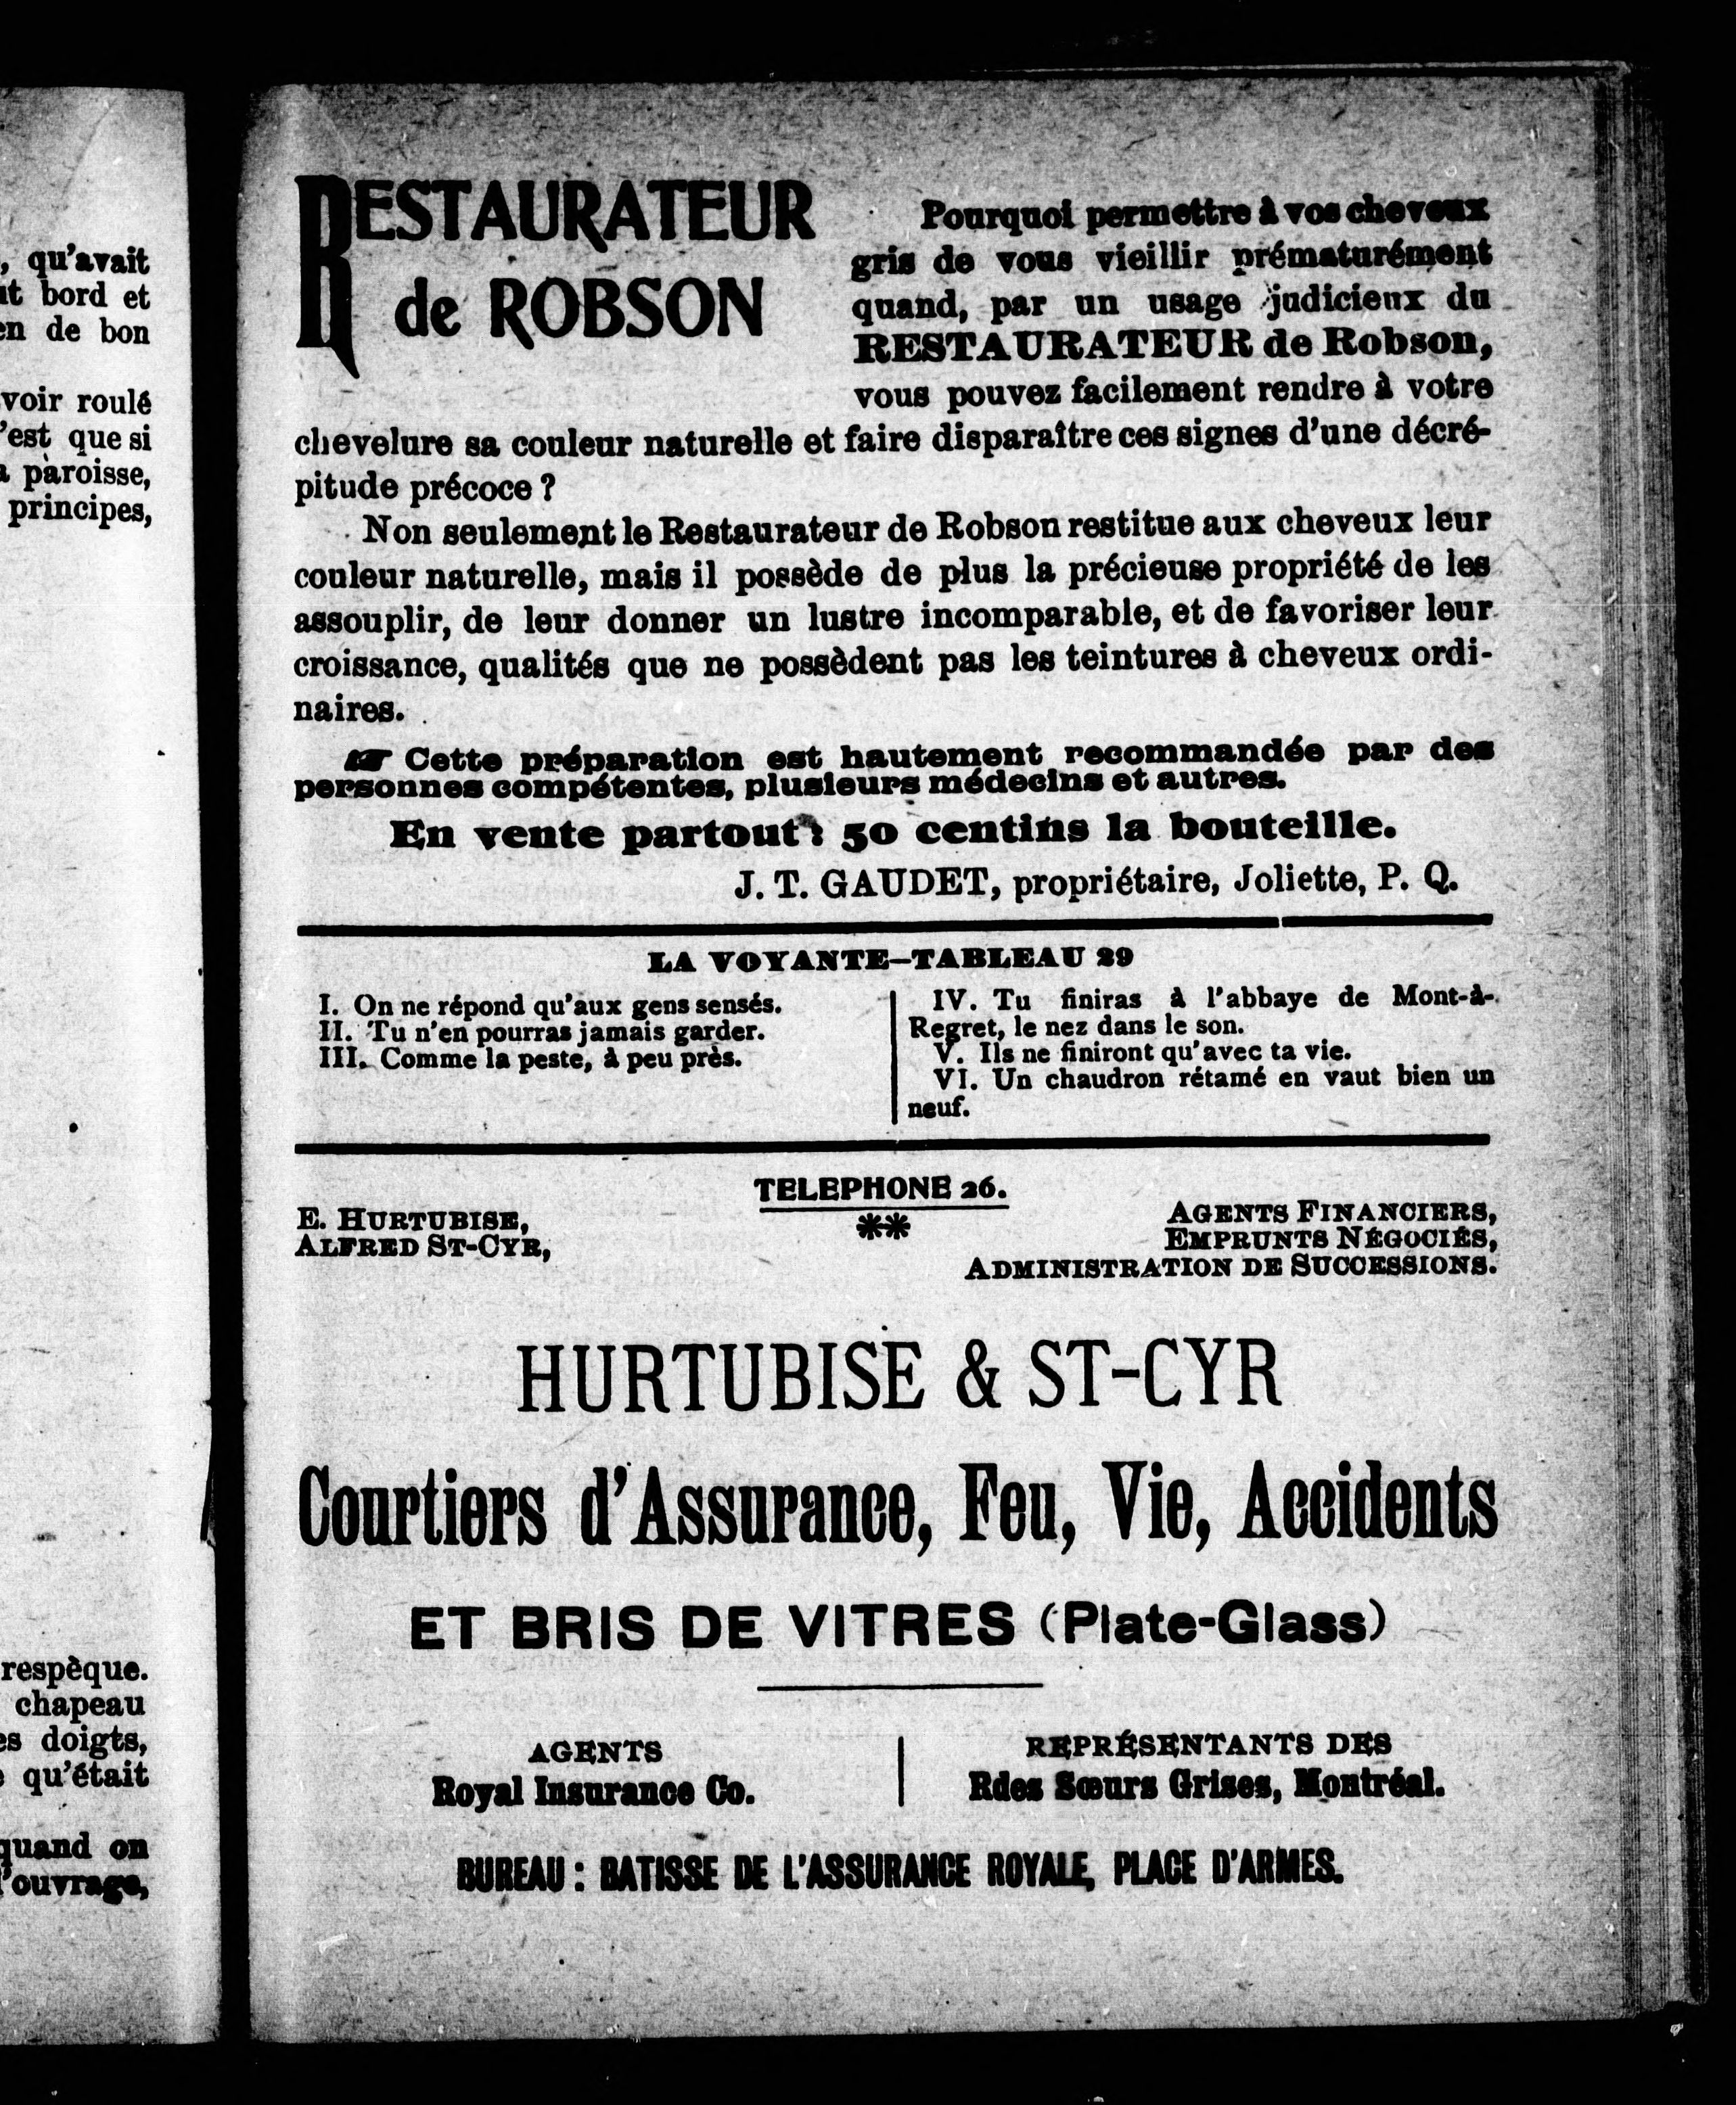 , qu'avait
bord et
de bon
voir roulé
'est que si
paroisse,
principes,
respèque.
chapeau
doigts,
qu'était
quand on
l'ouvrage,
RESTAURATEUR
de ROBSON
Pourquoi permettre à vos cheveux
gris de vous vieillir prématurément
quand, par un usage judicieux du
RESTAURATEUR de Robson,
vous pouvez facilement rendre à votre
chevelure sa couleur naturelle et faire disparaître ces signes d'une décré-
pitude précoce ?
Non seulement le Restaurateur de Robson restitue aux cheveux leur
couleur naturelle, mais il possède de plus la précieuse propriété de les
assouplir, de leur donner un lustre incomparable, et de favoriser leur
croissance, qualités que ne possèdent pas les teintures à cheveux ordi-
naires.
☛ Cette préparation est hautement recommandée par des
personnes compétentes, plusieurs médecins et autres.
En vente partout : 50 centins la bouteille.
J. T. GAUDET, propriétaire, Joliette, P. Q.
LA VOYANTE—TABLEAU 29
I. On ne répond qu'aux gens sensés.
II. Tu n'en pourras jamais garder.
III. Comme la peste, à peu près.
IV. Tu finiras à l'abbaye de Mont-à-
Regret, le nez dans le son.
V. Ils ne finiront qu'avec ta vie.
VI. Un chaudron rétamé en vaut bien un
neuf.
TELEPHONE 26.
**
E. HURTUBISE,
ALFRED ST-CYR,
AGENTS FINANCIERS,
EMPRUNTS NÉGOCIÉS,
ADMINISTRATION DE SUCCESSIONS.
HURTUBISE & ST-CYR
Courtiers d'Assurance, Feu, Vie, Accidents
ET BRIS DE VITRES (Plate-Glass)
AGENTS
Royal Insurance Co.
REPRÉSENTANTS DES
Rdes Sœurs Grises, Montréal.
BUREAU : BATISSE DE L'ASSURANCE ROYALE, PLACE D'ARMES.